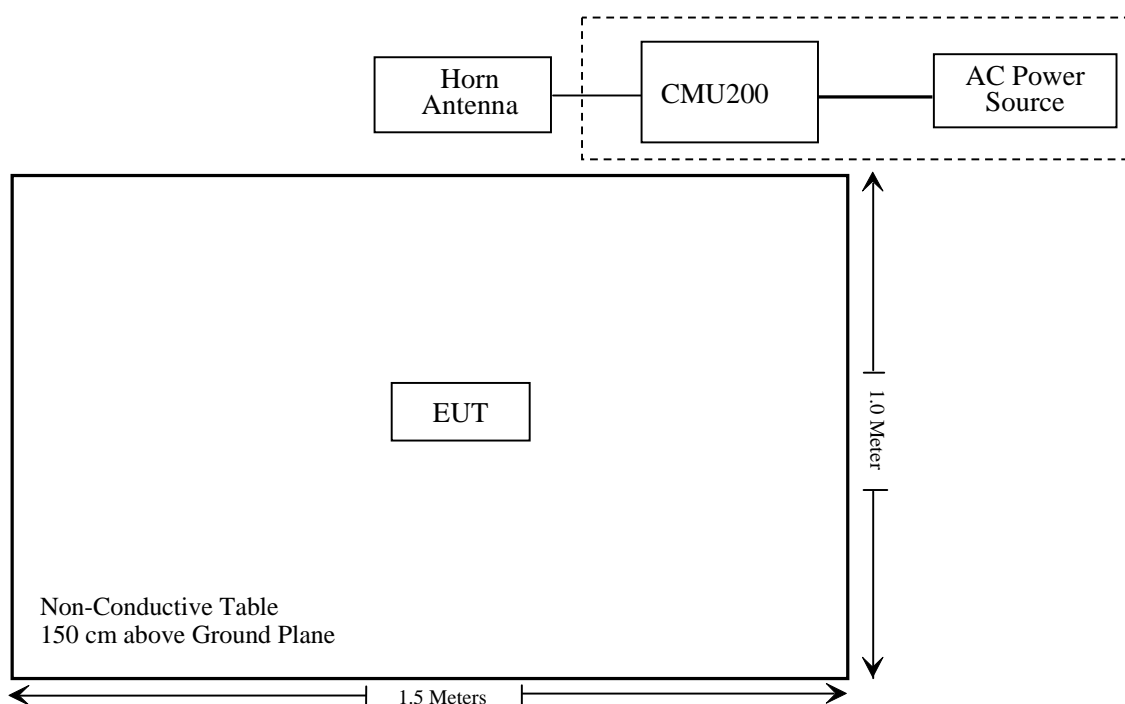 Horn
Antenna
CMU200
AC Power
Source
EUT
1.0 Meter
Non-Conductive Table
150 cm above Ground Plane
1.5 Meters